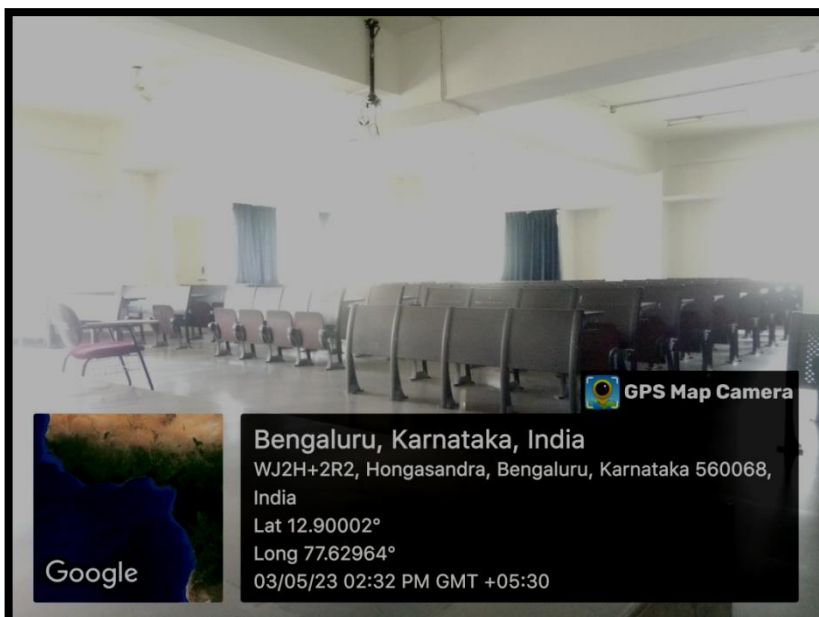 GPS Map Camera
Bengaluru, Karnataka, India
WJ2H+2R2, Hongasandra, Bengaluru, Karnataka 560068,
India
Lat 12.90002°
Long 77.62964°
03/05/23 02:32 PM GMT +05:30
Google